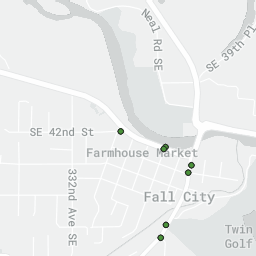 Neal Rd SE
SE 39th Pl
SE 42nd St
Farmhouse Market
332nd Ave SE
Fall City
Twin
Golf